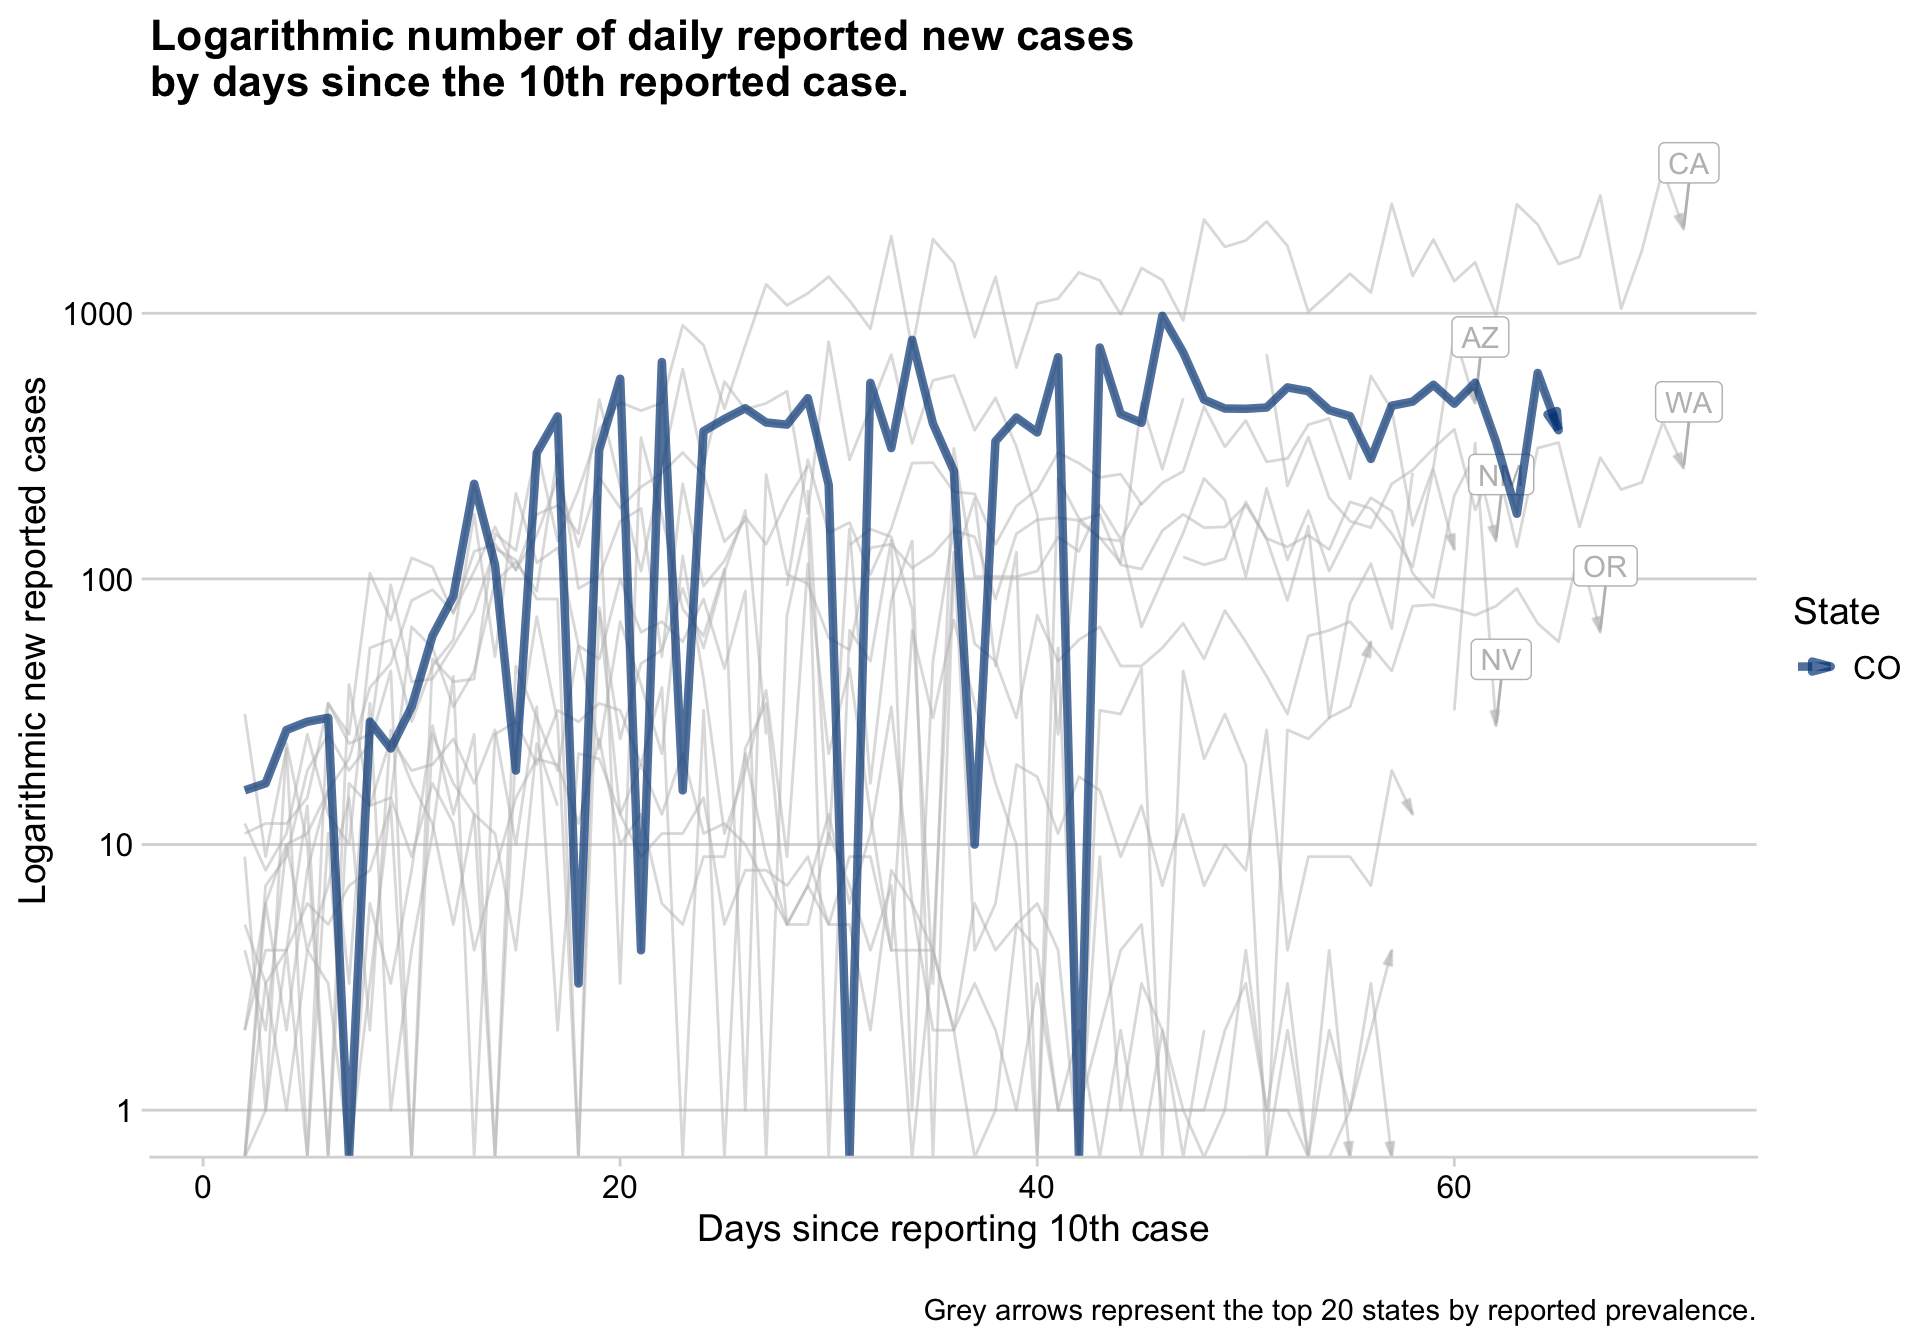 Logarithmic number of daily reported new cases
by days since the 10th reported case.
Logarithmic new reported cases
1000
100
10
1
CA
AZ
WA
NM
OR
NV
State
CO
0
20
40
60
Days since reporting 10th case
Grey arrows represent the top 20 states by reported prevalence.